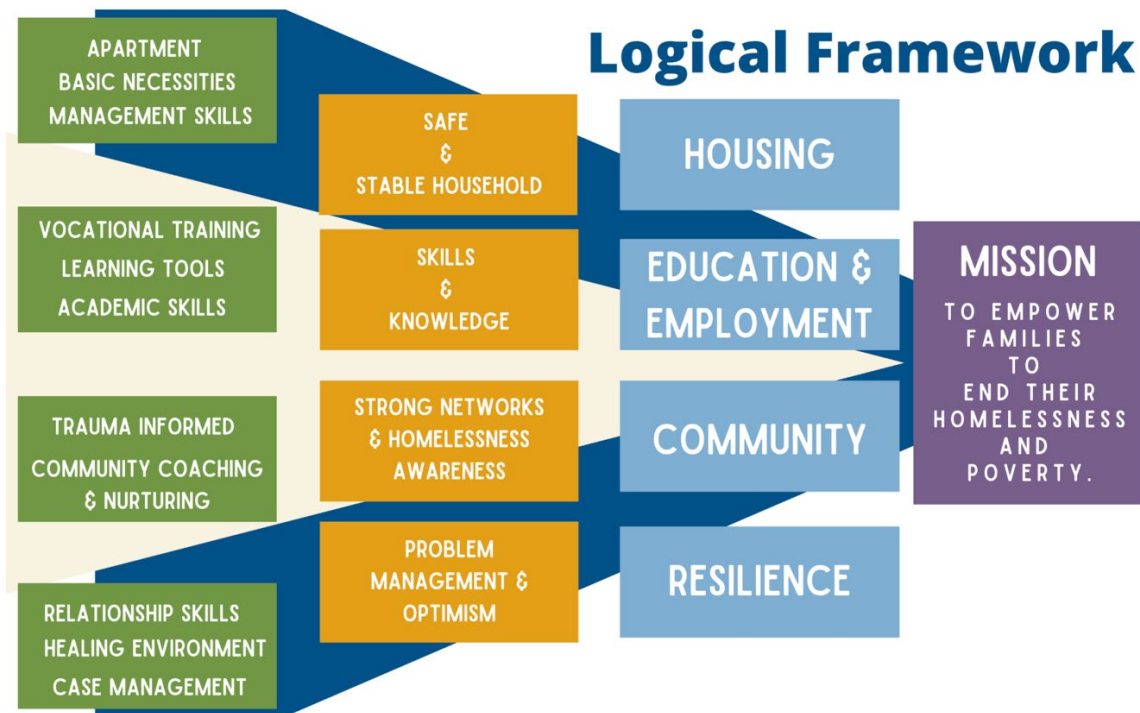 Logical Framework
APARTMENT
BASIC NECESSITIES
MANAGEMENT SKILLS
VOCATIONAL TRAINING
LEARNING TOOLS
ACADEMIC SKILLS
TRAUMA INFORMED
COMMUNITY COACHING
& NURTURING
RELATIONSHIP SKILLS
HEALING ENVIRONMENT
CASE MANAGEMENT
SAFE
&
STABLE HOUSEHOLD
SKILLS
&
KNOWLEDGE
STRONG NETWORKS
& HOMELESSNESS
AWARENESS
PROBLEM
MANAGEMENT &
OPTIMISM
HOUSING
EDUCATION &
EMPLOYMENT
COMMUNITY
RESILIENCE
MISSION
TO EMPOWER
FAMILIES
TO
END THEIR
HOMELESSNESS
AND
POVERTY.